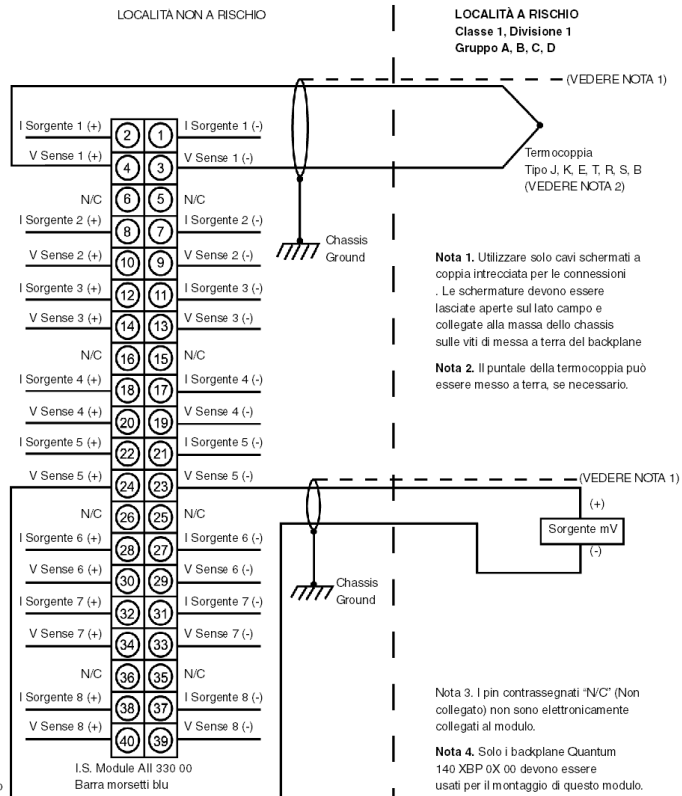 LOCALITA NON A RISCHIO
LOCALITÀ A RISCHIO
Classe 1, Divisione 1
Gruppo A, B, C, D
(VEDERE NOTA 1)
I Sorgente 1 (+) 2 1 I Sorgente 1 (-)
V Sense 1 (+) 4 3 V Sense 1 (-)
N/C 6 5 N/C
I Sorgente 2 (+) 8 7 I Sorgente 2 (-)
V Sense 2 (+) 10 9 V Sense 2 (-)
I Sorgente 3 (+) 12 11 I Sorgente 3 (-)
V Sense 3 (+) 14 13 V Sense 3 (-)
N/C 16 15 N/C
I Sorgente 4 (+) 18 17 I Sorgente 4 (-)
V Sense 4 (+) 20 19 V Sense 4 (-)
I Sorgente 5 (+) 22 21 I Sorgente 5 (-)
V Sense 5 (+) 24 23 V Sense 5 (-)
N/C 26 25 N/C
I Sorgente 6 (+) 28 27 I Sorgente 6 (-)
V Sense 6 (+) 30 29 V Sense 6 (-)
I Sorgente 7 (+) 32 31 I Sorgente 7 (-)
V Sense 7 (+) 34 33 V Sense 7 (-)
N/C 36 35 N/C
I Sorgente 8 (+) 38 37 I Sorgente 8 (-)
V Sense 8 (+) 40 39 V Sense 8 (-)
I.S. Module AII 330 00
Barra morsetti blu
Chassis
Ground
Termocoppia
Tipo J, K, E, T, R, S, B
(VEDERE NOTA 2)
Nota 1. Utilizzare solo cavi schermati a
coppia intrecciata per le connessioni
. Le schermature devono essere
lasciate aperte sul lato campo e
collegate alla massa dello chassis
sulle viti di messa a terra del backplane
Nota 2. Il puntale della termocoppia può
essere messo a terra, se necessario.
(VEDERE NOTA 1)
(+)
Sorgente mV
(-)
Chassis
Ground
Nota 3. I pin contrassegnati “N/C” (Non
collegato) non sono elettronicamente
collegati al modulo.
Nota 4. Solo i backplane Quantum
140 XBP 0X 00 devono essere
usati per il montaggio di questo modulo.